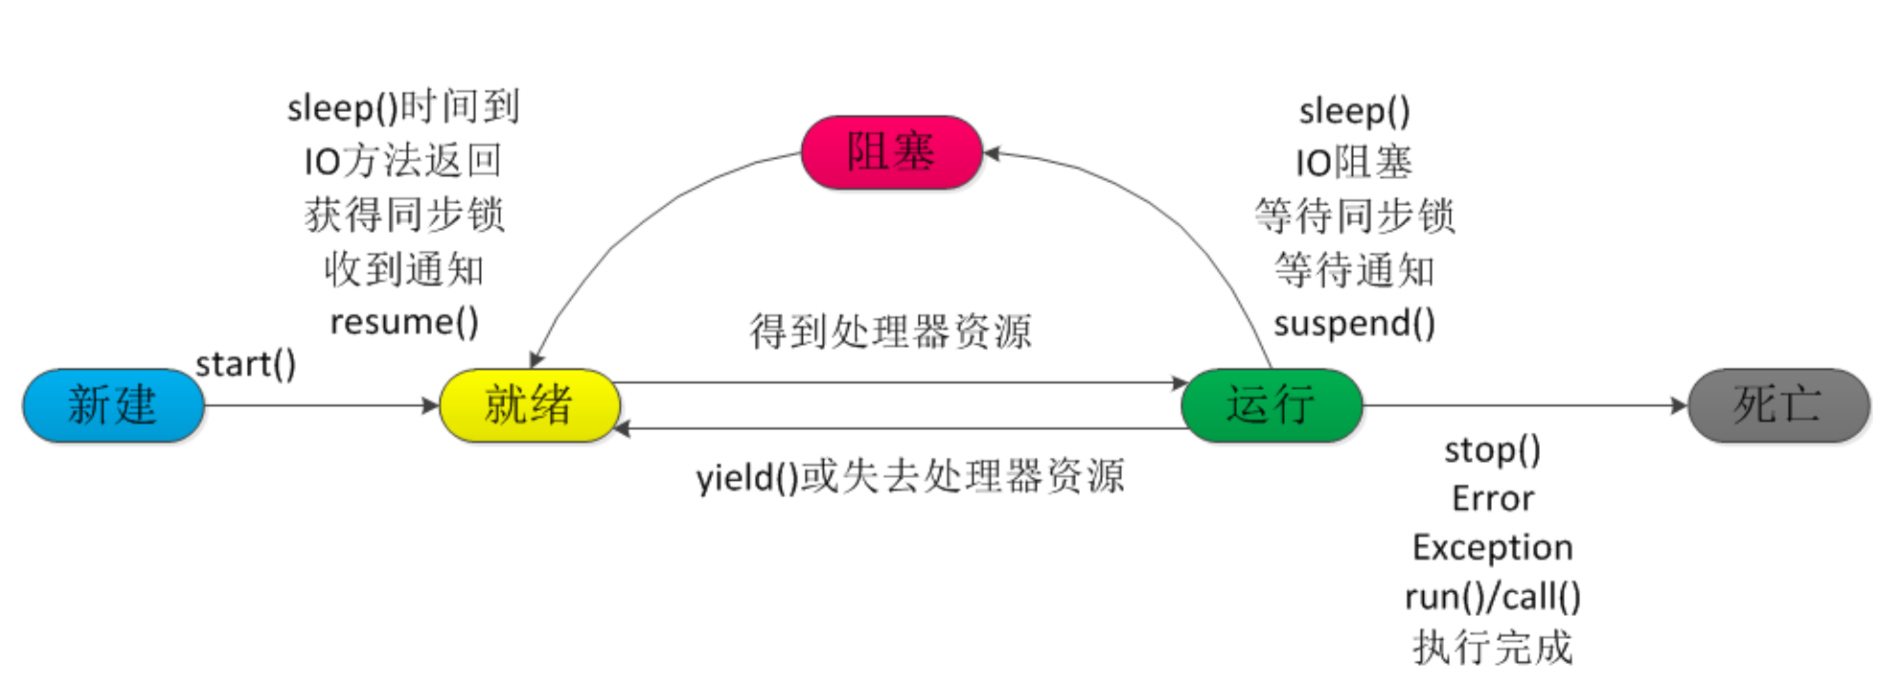 sleep()时间到
IO方法返回
获得同步锁
收到通知
resume()
阻塞
sleep()
IO阻塞
等待同步锁
等待通知
suspend()
得到处理器资源
start()
新建
就绪
运行
死亡
yield()或失去处理器资源
stop()
Error
Exception
run()/call()
执行完成